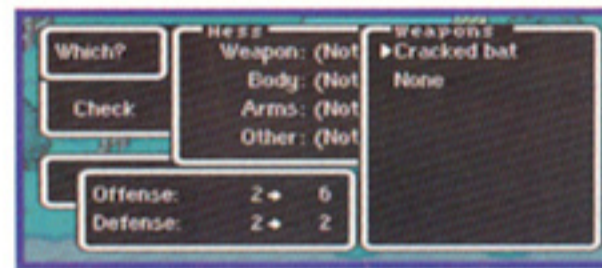 Which?
Check
Ness
Weapon: (Not
Body: (Not
Arms: (Not
Other: (Not
Weapons
▶Cracked bat
None
Offense: 2→ 6
Defense: 2→ 2